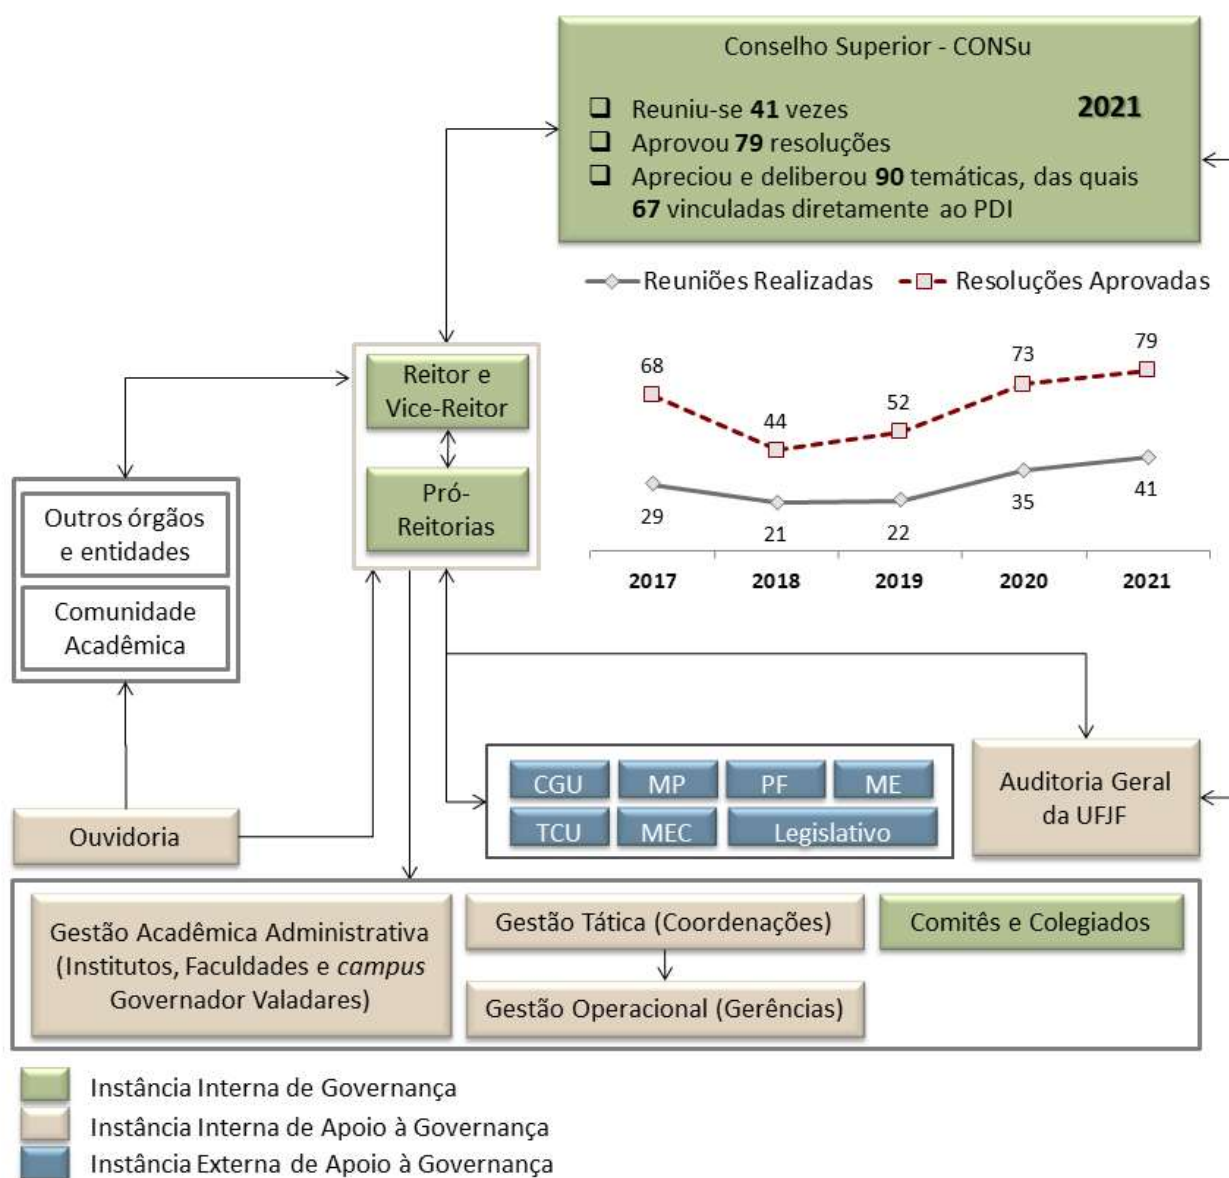 Conselho Superior - CONSu
Reuniu-se 41 vezes
2021
Aprovou 79 resoluções
Apreciou e deliberou 90 temáticas, das quais
67 vinculadas diretamente ao PDI
Reuniões Realizadas
Resoluções Aprovadas
68
44
52
73
79
29
21
22
35
41
2017
2018
2019
2020
2021
Reitor e
Vice-Reitor
Pró-
Reitorias
Outros órgãos
e entidades
Comunidade
Acadêmica
Ouvidoria
CGU
MP
PF
ME
TCU
MEC
Legislativo
Auditoria Geral
da UFJF
Gestão Acadêmica Administrativa
(Institutos, Faculdades e campus
Governador Valadares)
Gestão Tática (Coordenações)
Gestão Operacional (Gerências)
Comitês e Colegiados
Instância Interna de Governança
Instância Interna de Apoio à Governança
Instância Externa de Apoio à Governança